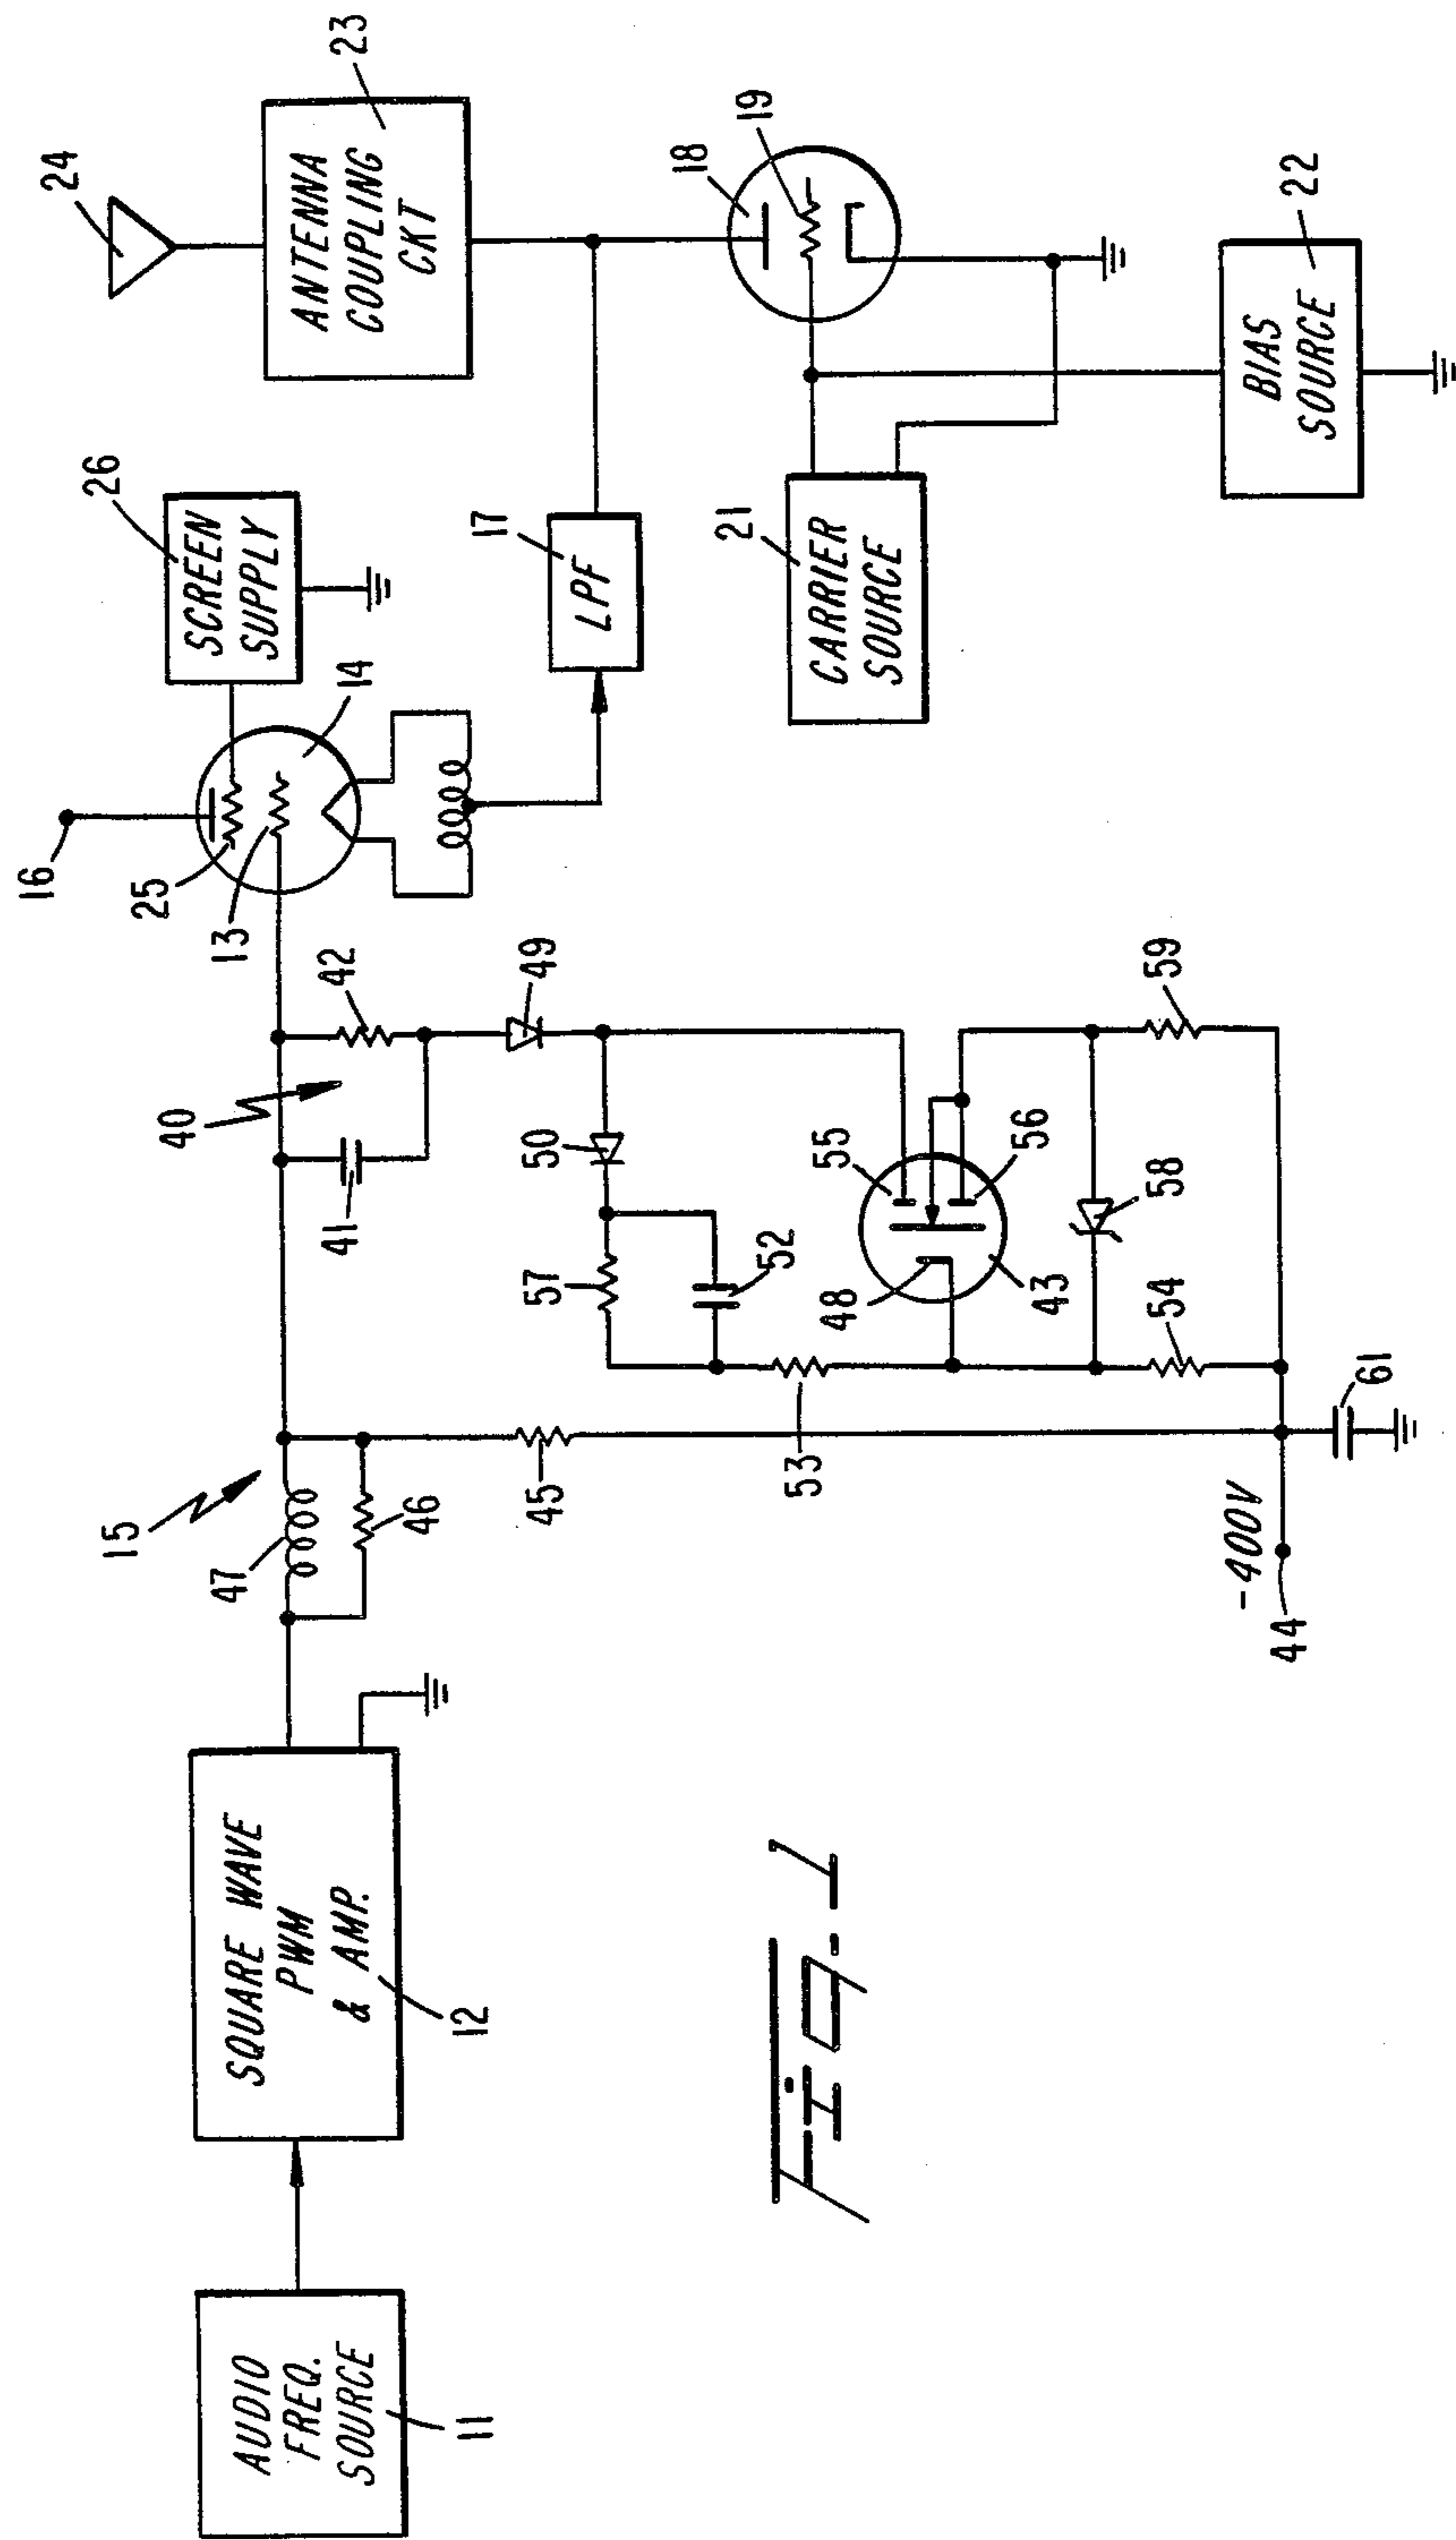 24
ANTENNA
COUPLING
CKT
23
26
SCREEN
SUPPLY
16
25
13
14
17
LPF
18
19
21
CARRIER
SOURCE
BIAS
SOURCE
22
15
47
46
45
40
41
42
49
50
57
52
53
55
56
48
43
58
54
59
61
-400V
44
AUDIO
FREQ.
SOURCE
11
SQUARE WAVE
PWM
& AMP.
12
Fig-1